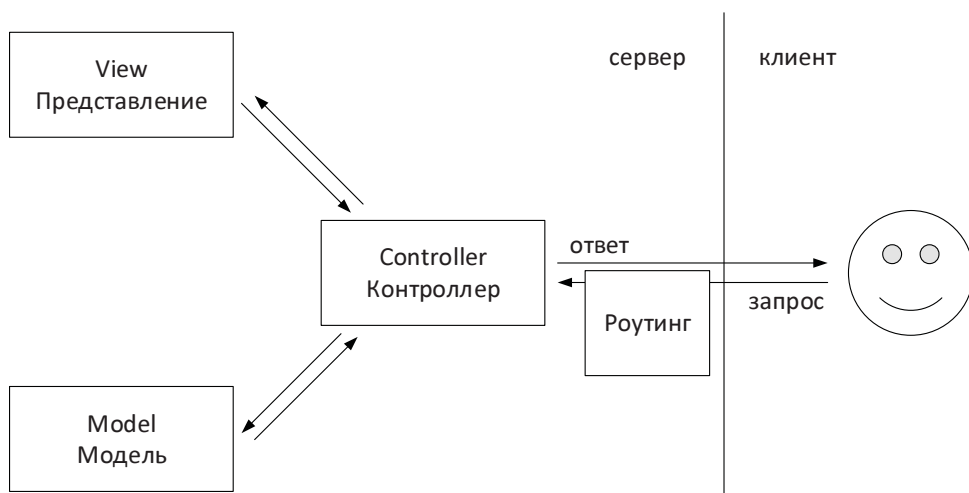 View
Представление
сервер
клиент
Controller
Контроллер
ответ
запрос
Роутинг
Model
Модель